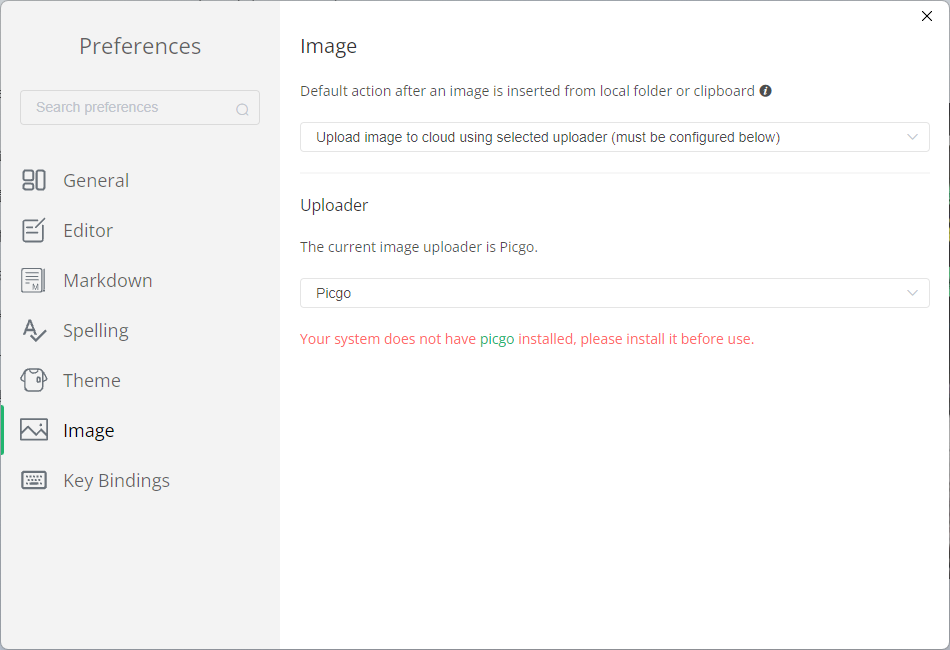 Preferences
Search preferences
General
Editor
Markdown
Spelling
Theme
Image
Key Bindings
Image
Default action after an image is inserted from local folder or clipboard
Upload image to cloud using selected uploader (must be configured below)
Uploader
The current image uploader is Picgo.
Picgo
Your system does not have picgo installed, please install it before use.